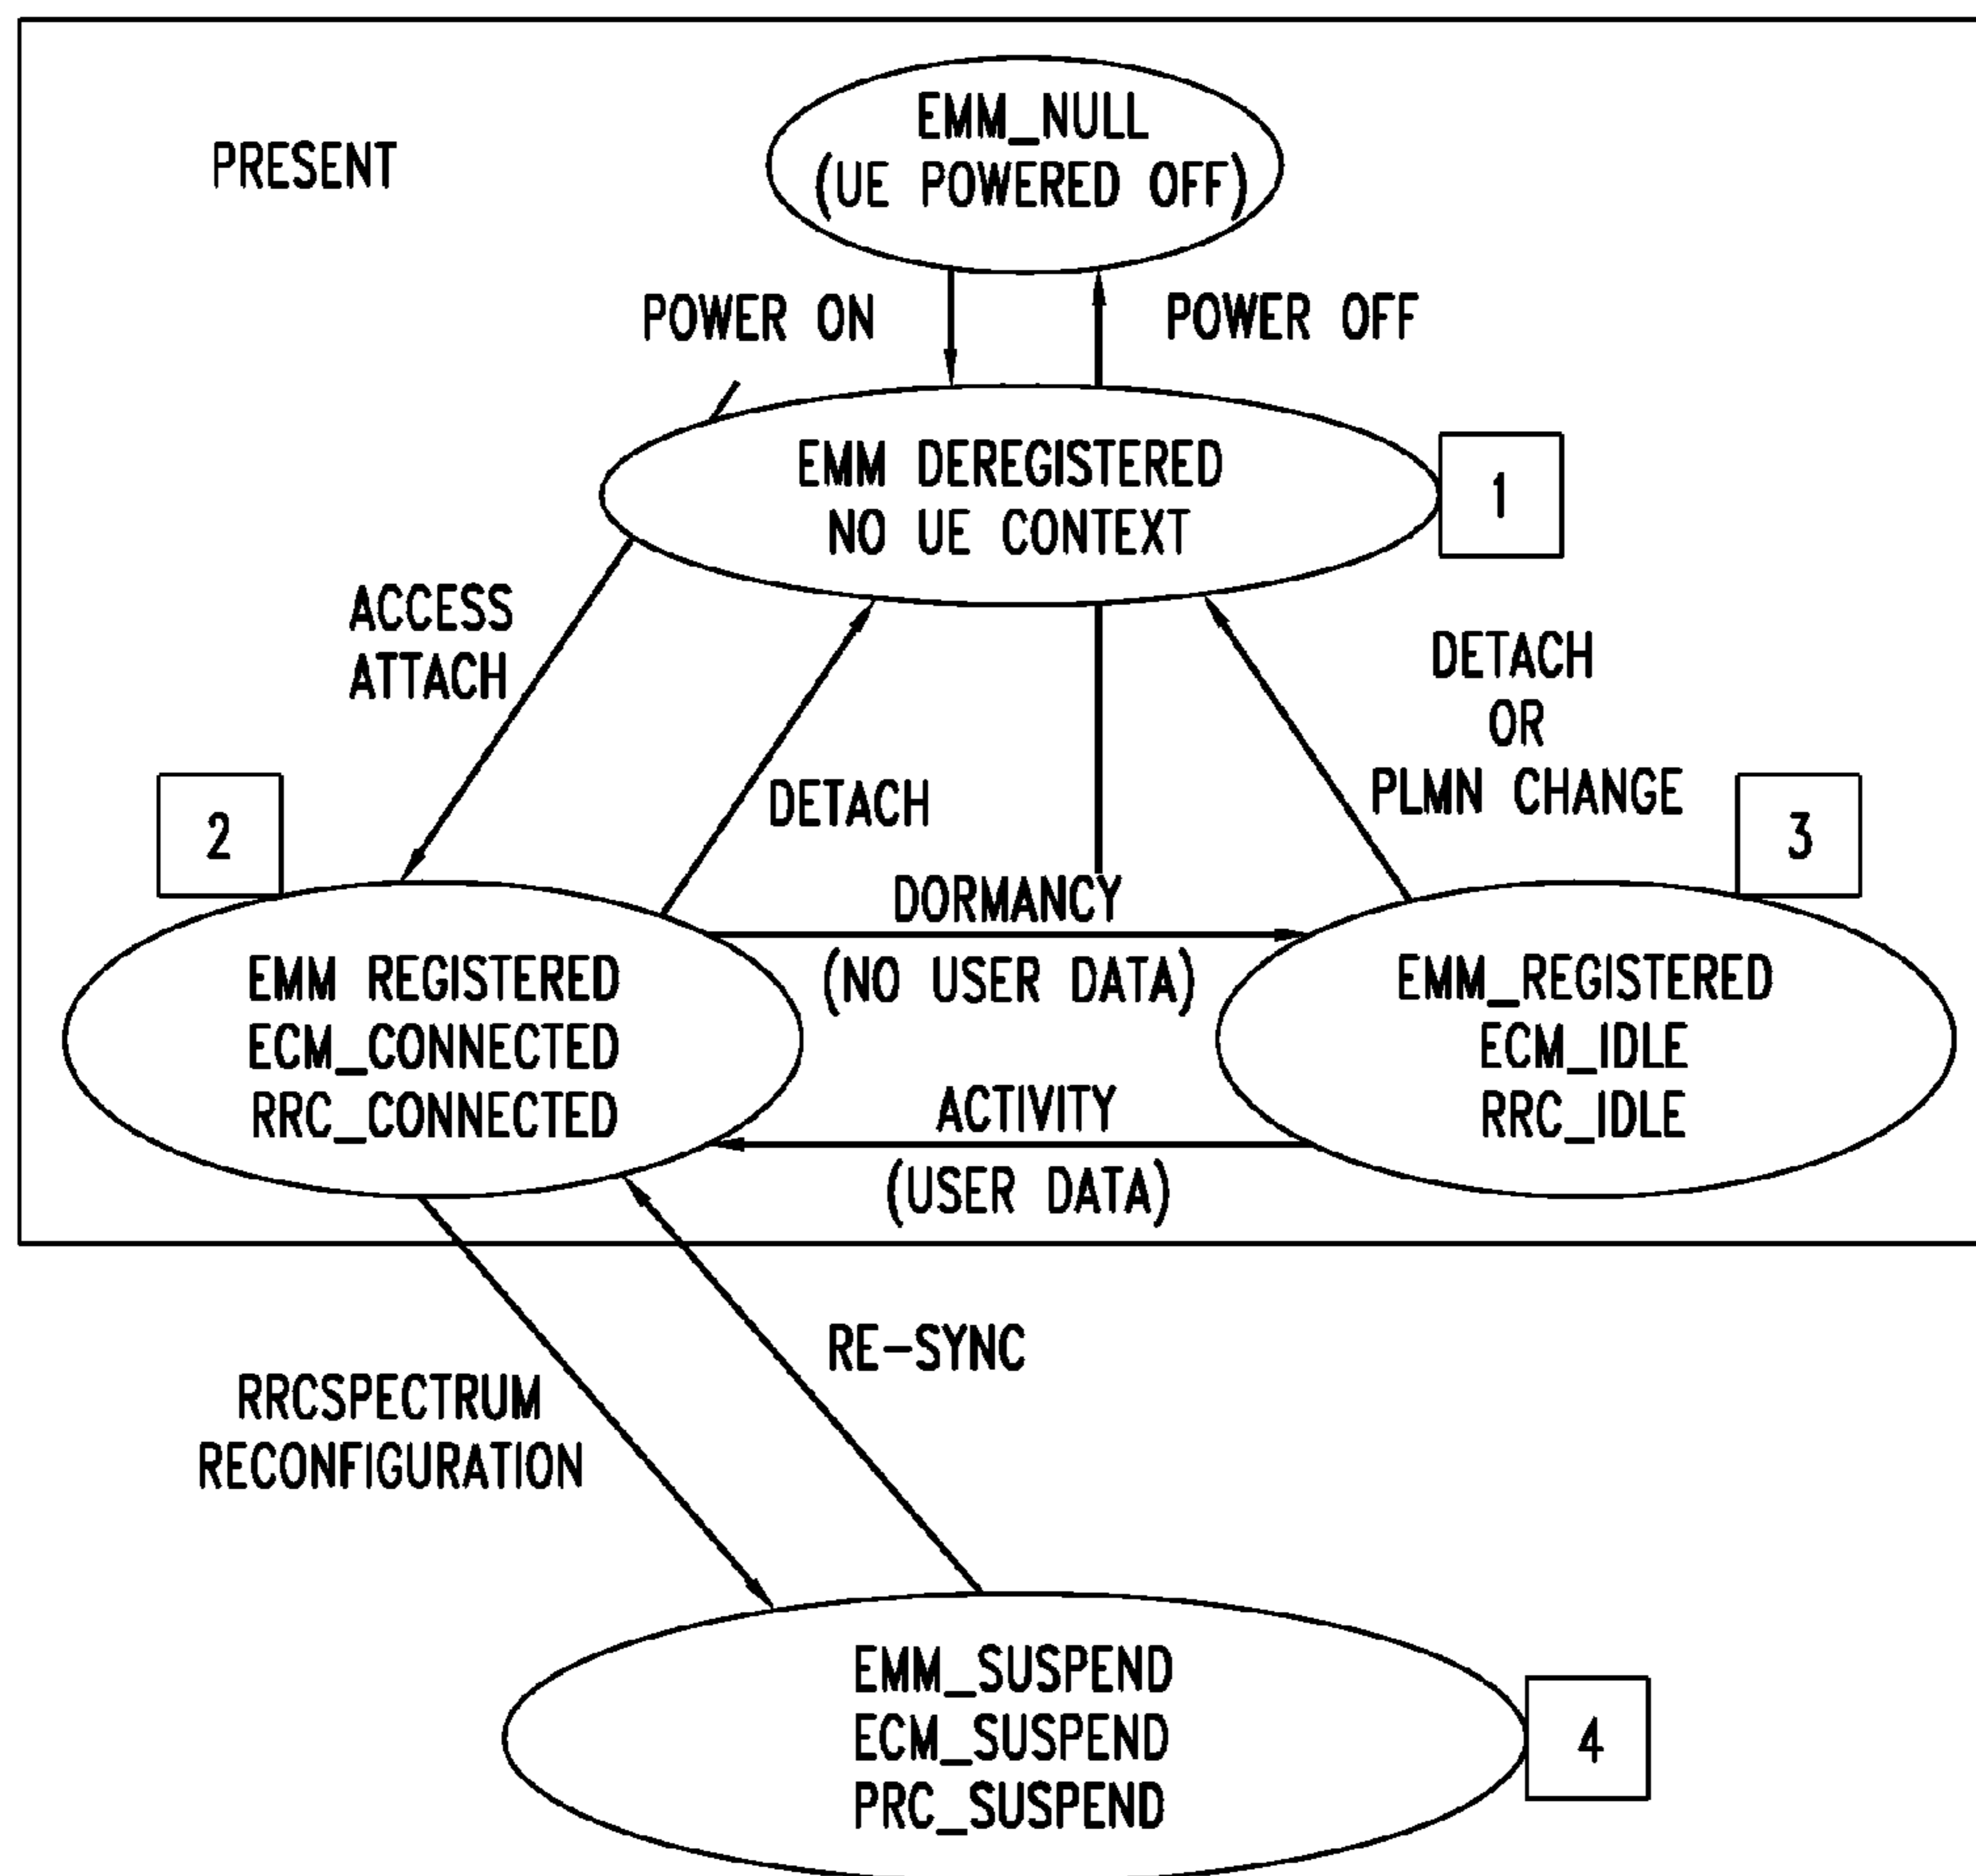 PRESENT
EMM_NULL
(UE POWERED OFF)
POWER ON
POWER OFF
EMM DEREGISTERED
NO UE CONTEXT
1
ACCESS
ATTACH
DETACH
DETACH
OR
PLMN CHANGE
2
3
DORMANCY
(NO USER DATA)
EMM REGISTERED
ECM_CONNECTED
RRC_CONNECTED
EMM_REGISTERED
ECM_IDLE
RRC_IDLE
ACTIVITY
(USER DATA)
RE-SYNC
RRCSPECTRUM
RECONFIGURATION
EMM_SUSPEND
ECM_SUSPEND
PRC_SUSPEND
4